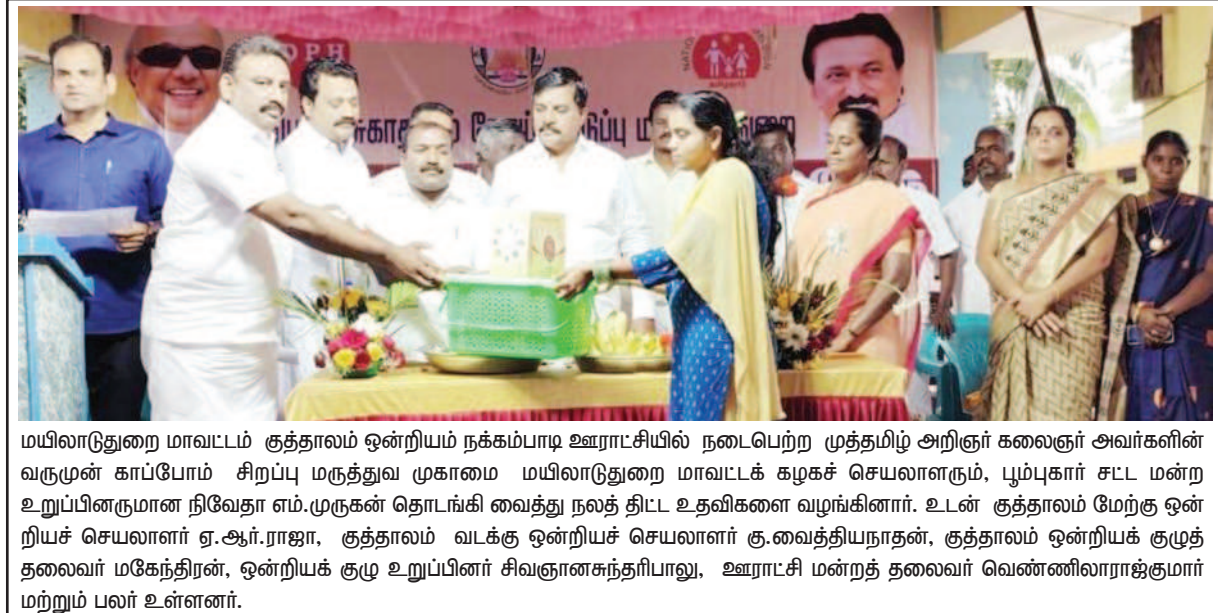 DPH
மயிலாடுதுறை மாவட்டம் குத்தாலம் ஒன்றியம் நக்கம்பாடி ஊராட்சியில் நடைபெற்ற முத்தமிழ் அறிஞர் கலைஞர் அவர்களின்
வருமுன் காப்போம் சிறப்பு மருத்துவ முகாமை மயிலாடுதுறை மாவட்டக் கழகச் செயலாளரும், பூம்புகார் சட்ட மன்ற
உறுப்பினருமான நிவேதா எம்.முருகன் தொடங்கி வைத்து நலத் திட்ட உதவிகளை வழங்கினார். உடன் குத்தாலம் மேற்கு ஒன்
றியச் செயலாளர் ஏ.ஆர்.ராஜா, குத்தாலம் வடக்கு ஒன்றியச் செயலாளர் கு.வைத்தியநாதன், குத்தாலம் ஒன்றியக் குழுத்
தலைவர் மகேந்திரன், ஒன்றியக் குழு உறுப்பினர் சிவஞானசுந்தரிபாலு, ஊராட்சி மன்றத் தலைவர் வெண்ணிலாராஜ்குமார்
மற்றும் பலர் உள்ளனர்.